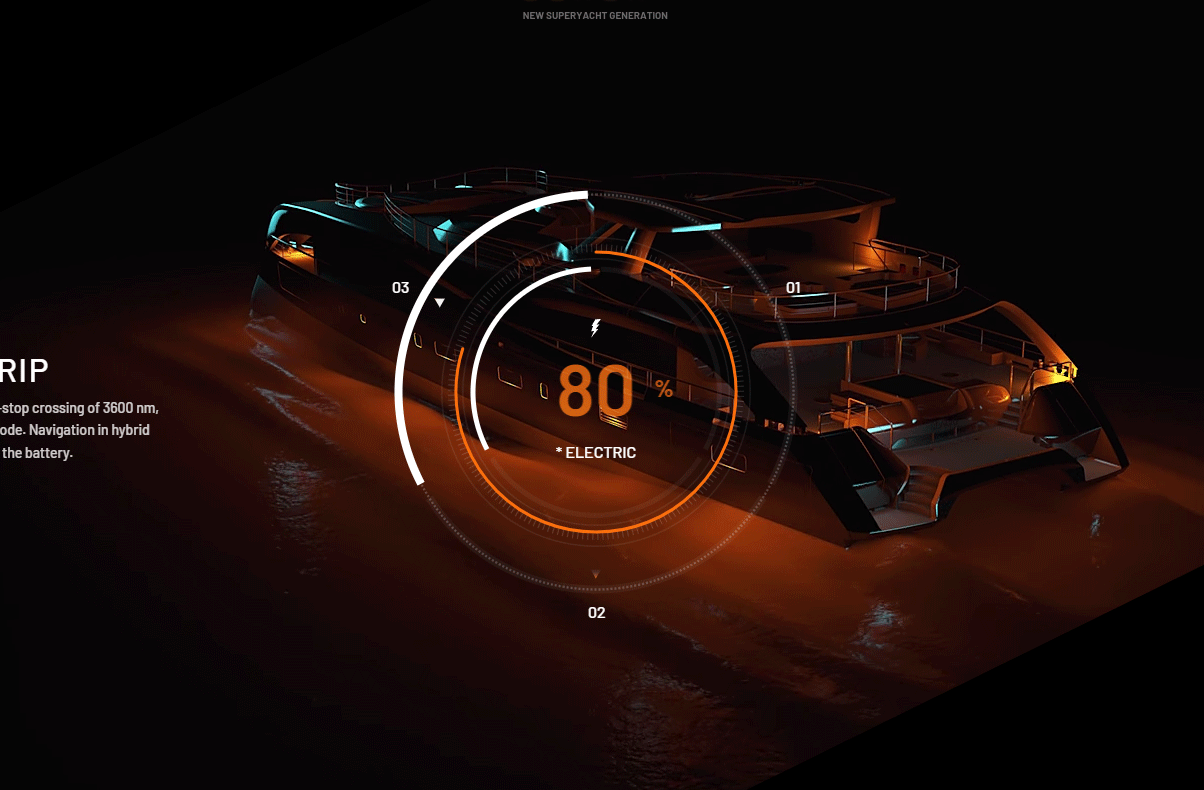 NEW SUPERYACHT GENERATION
03
01
RIP
-stop crossing of 3600 nm,
ode. Navigation in hybrid
the battery.
80 %
* ELECTRIC
02